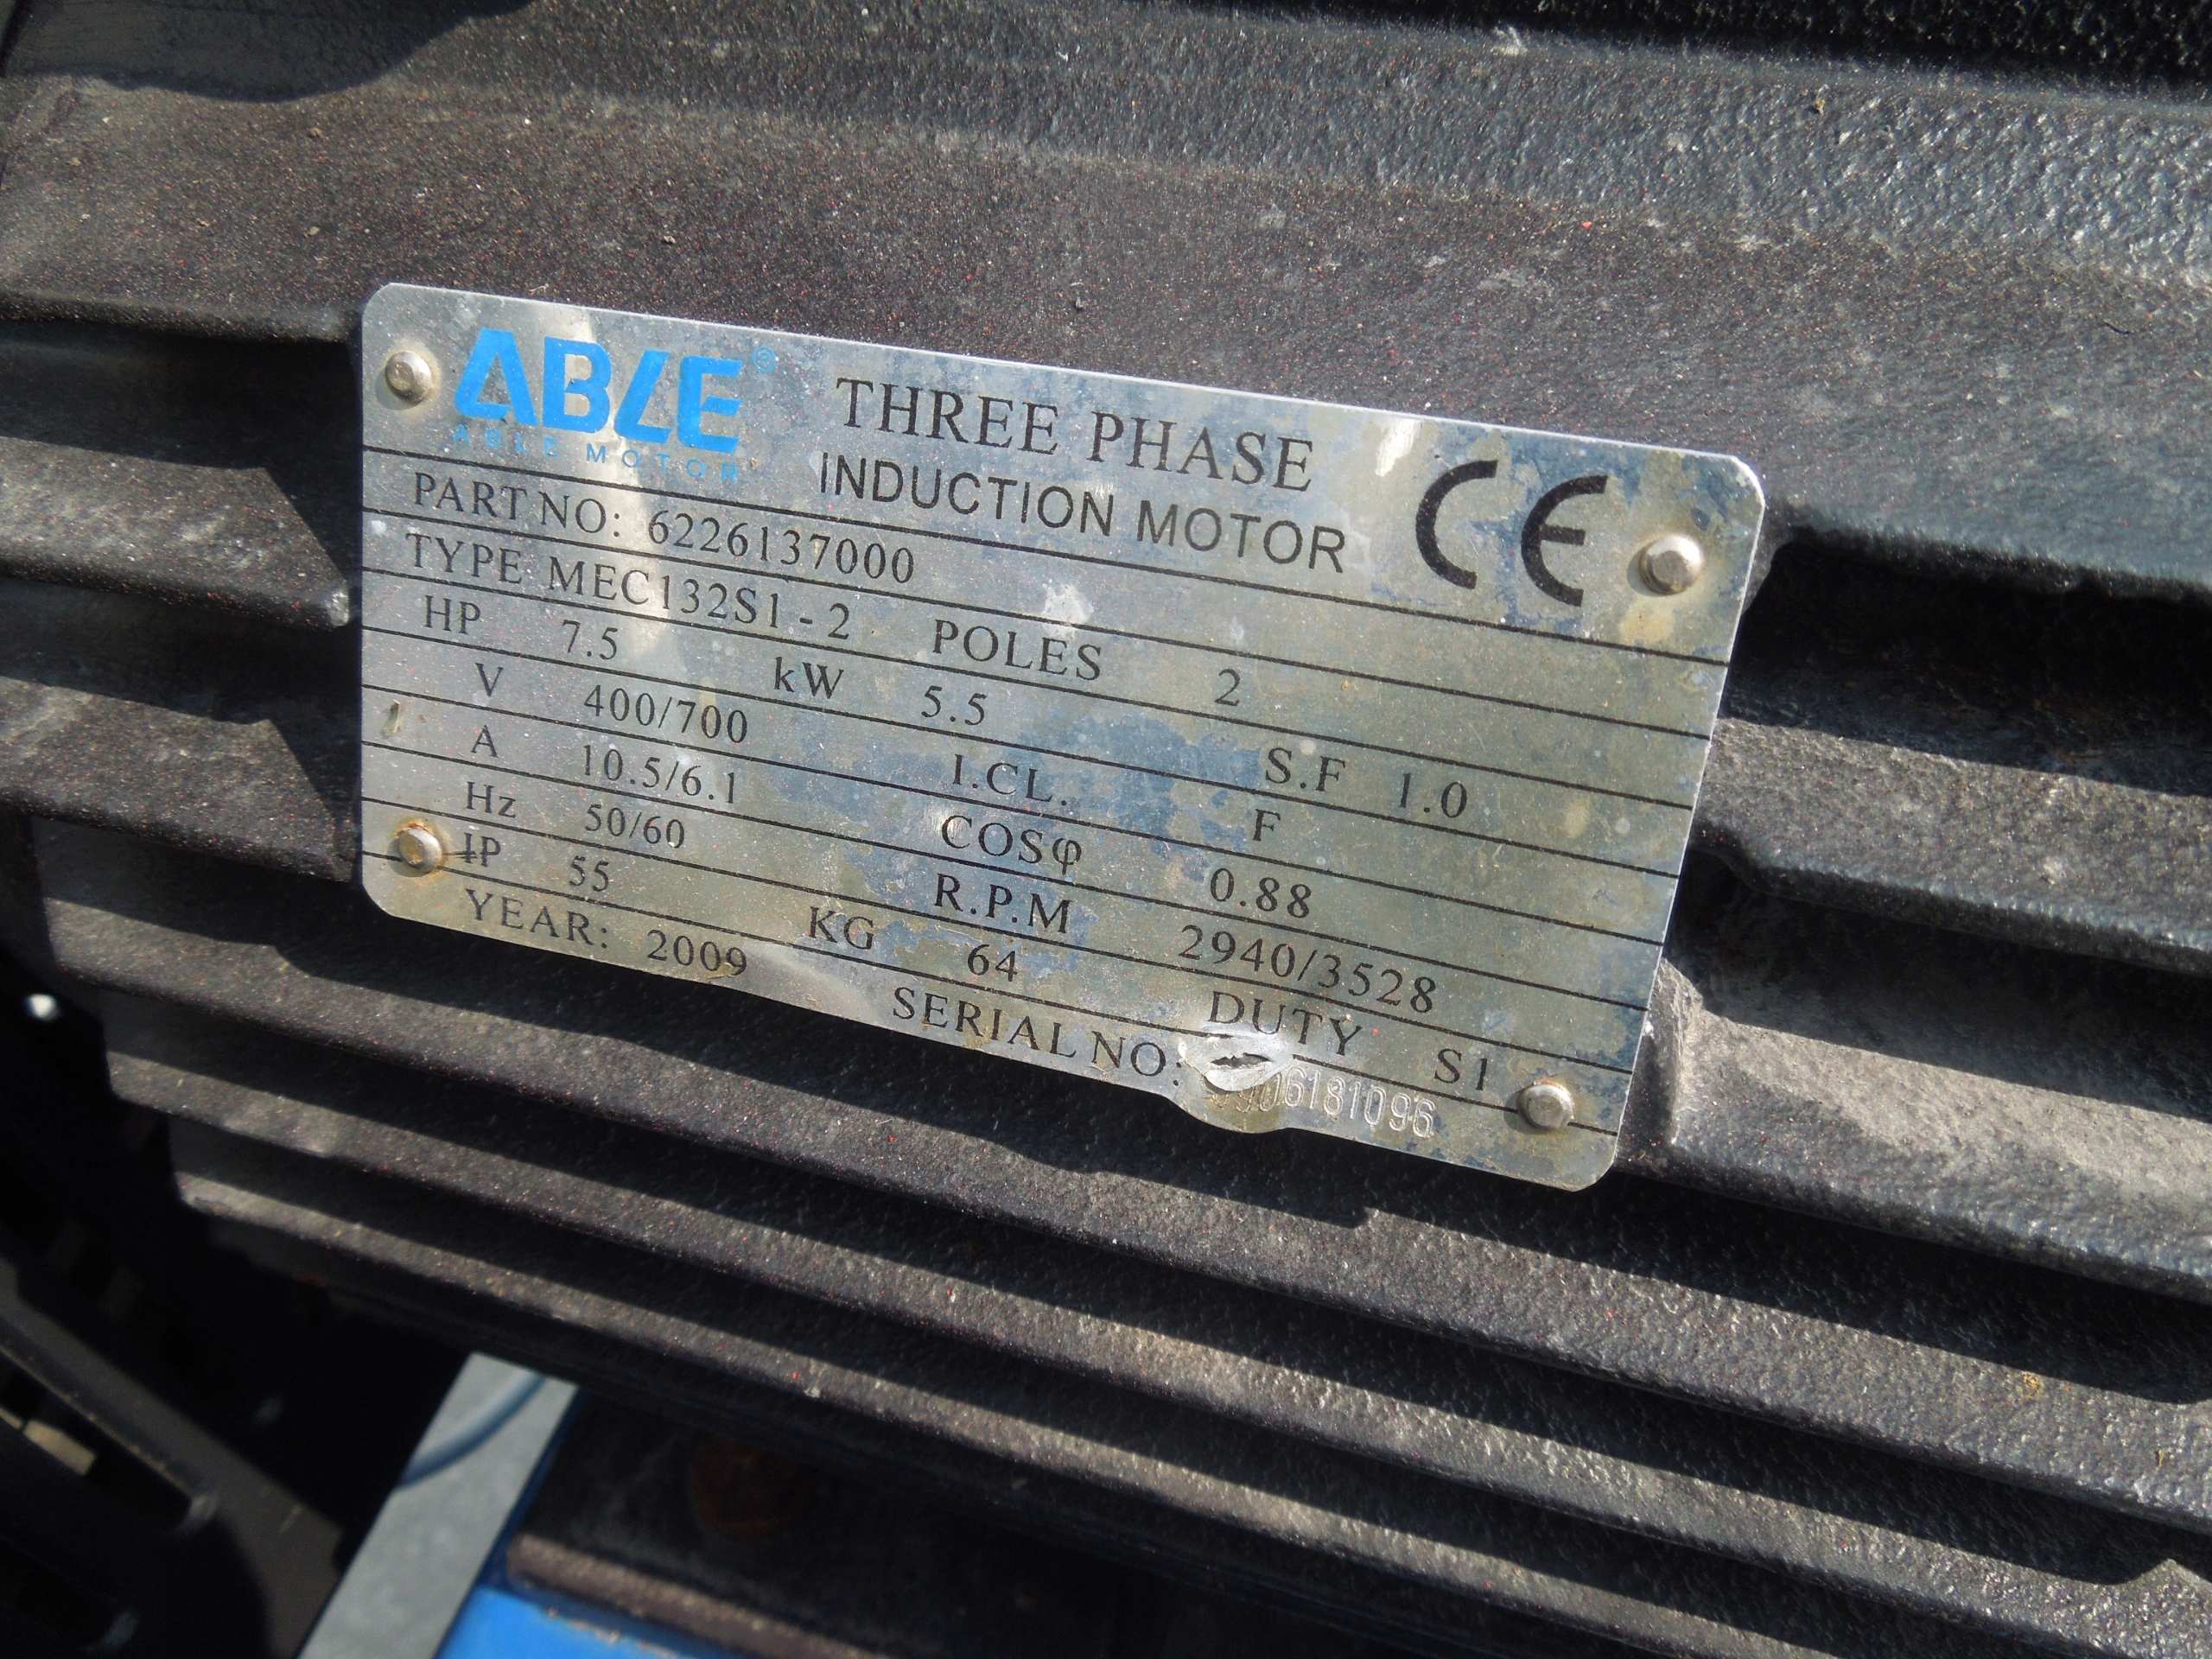 ABLE®
ABLE MOTOR
THREE PHASE
INDUCTION MOTOR
CE
PART NO: 6226137000
TYPE MEC132S1-2 POLES 2
HP 7.5 kW 5.5 S.F 1.0
V 400/700 I.CL. F
A 10.5/6.1 COSφ 0.88
Hz 50/60 R.P.M 2940/3528
IP 55 KG 64 DUTY S1
YEAR: 2009 SERIAL NO: